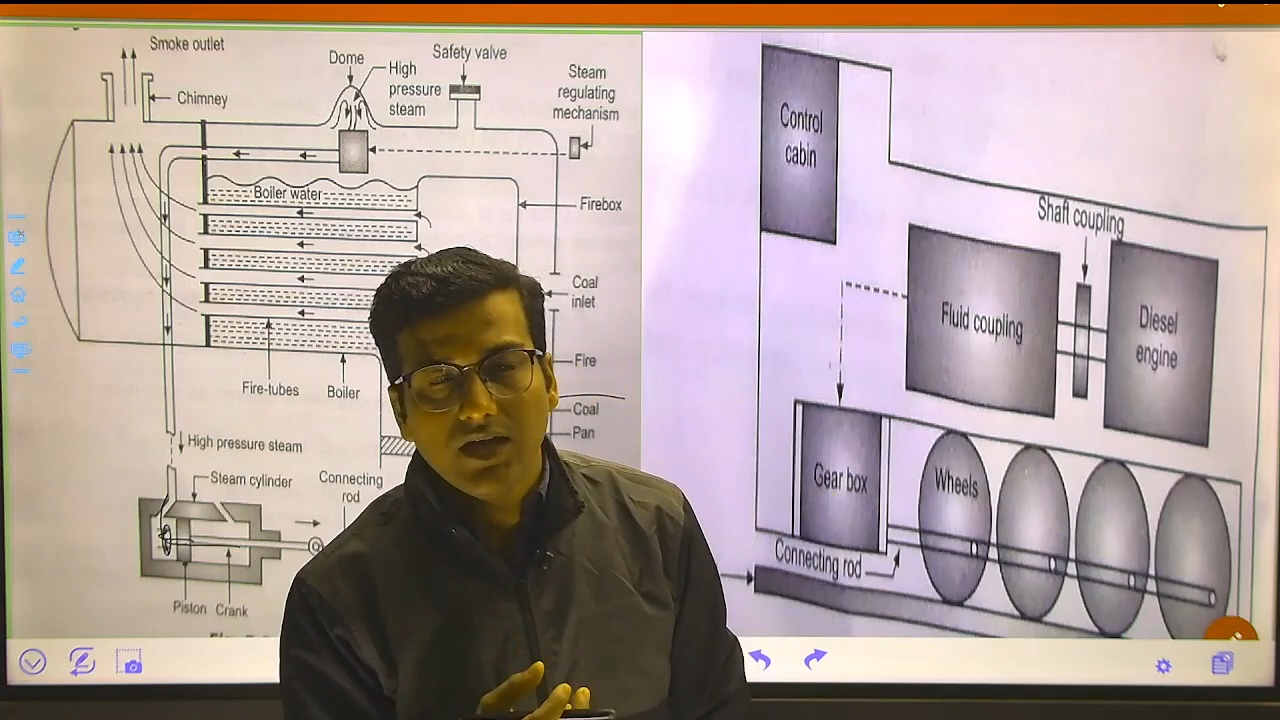 Smoke outlet
Chimney
Dome
High
pressure
steam
Safety valve
Steam
regulating
mechanism
Boiler water
Firebox
Coal
inlet
Fire
Coal
Pan
Fire-tubes
Boiler
High pressure steam
Steam cylinder
Connecting
rod
Piston
Crank
Control
cabin
Shaft coupling
Fluid coupling
Diesel
engine
Gear box
Wheels
Connecting rod